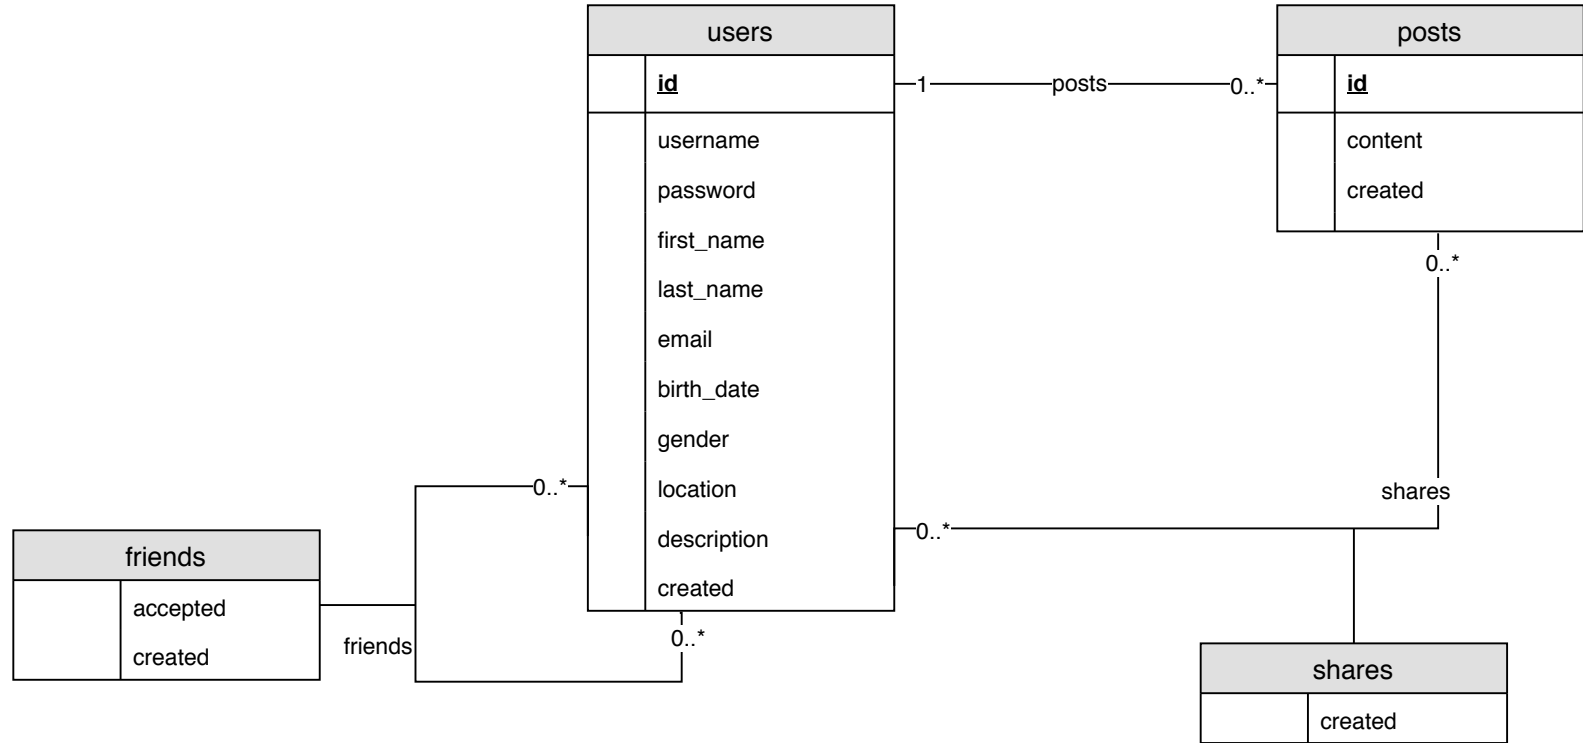 users
id
username
password
first_name
last_name
email
birth_date
gender
location
description
created
1
posts
0..*
posts
id
content
created
0..*
shares
0..*
shares
created
0..*
friends
0..*
friends
accepted
created